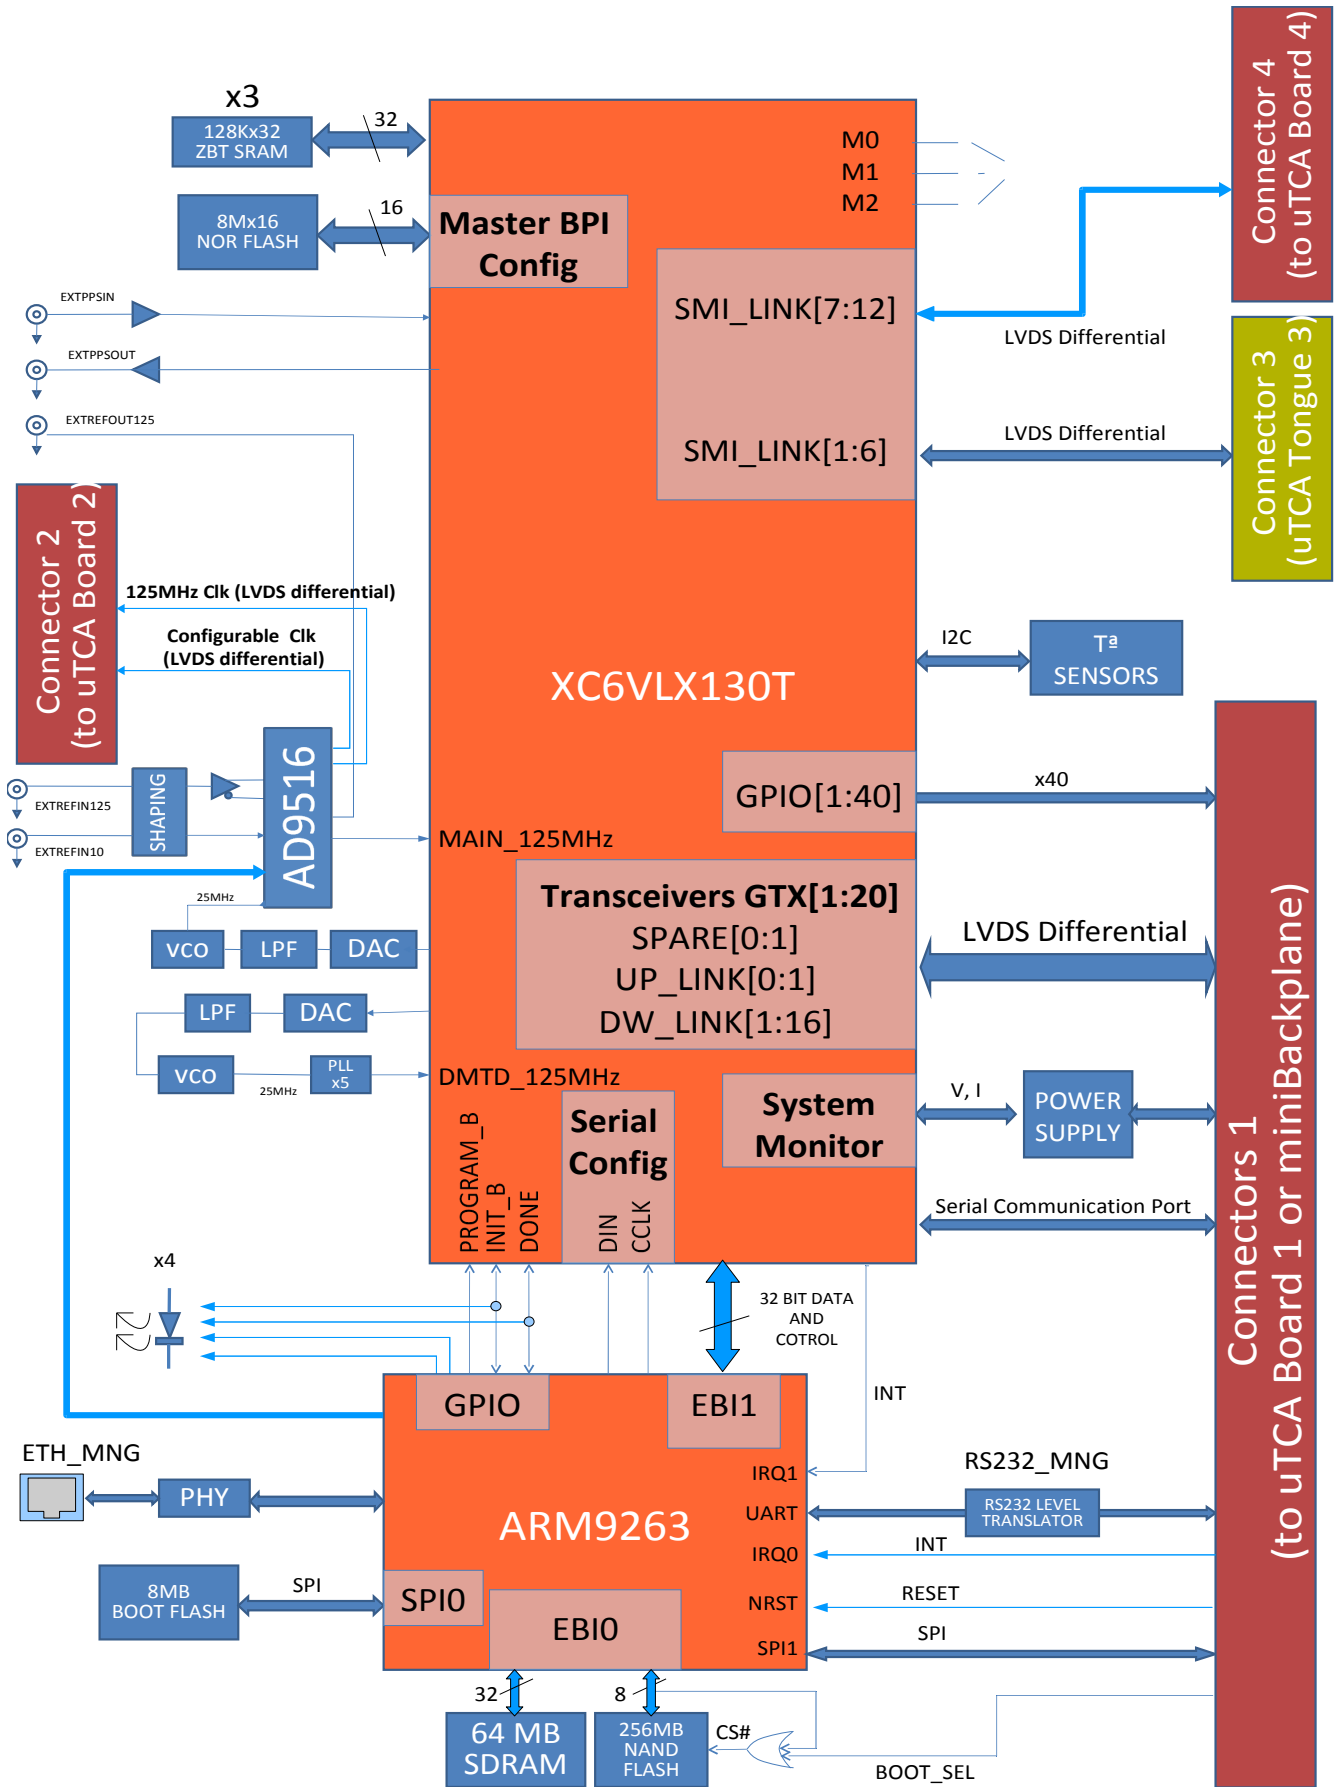 x3
128Kx32
ZBT SRAM
32
8Mx16
NOR FLASH
16
Master BPI
Config
M0
M1
M2
SMI_LINK[7:12]
SMI_LINK[1:6]
LVDS Differential
LVDS Differential
Connector 4
(to uTCA Board 4)
Connector 3
(uTCA Tongue 3)
EXTPPSIN
EXTPPSOUT
EXTREFOUT125
Connector 2
(to uTCA Board 2)
125MHz Clk (LVDS differential)
Configurable Clk
(LVDS differential)
XC6VLX130T
I2C
Tª
SENSORS
EXTREFIN125
EXTREFIN10
SHAPING
AD9516
MAIN_125MHz
GPIO[1:40]
x40
25MHz
VCO
LPF
DAC
Transceivers GTX[1:20]
SPARE[0:1]
UP_LINK[0:1]
DW_LINK[1:16]
LVDS Differential
LPF
DAC
VCO
25MHz
PLL
x5
DMTD_125MHz
PROGRAM_B
INIT_B
DONE
Serial
Config
DIN
CCLK
System
Monitor
V, I
POWER
SUPPLY
Serial Communication Port
Connectors 1
(to uTCA Board 1 or miniBackplane)
x4
32 BIT DATA
AND
COTROL
INT
GPIO
EBI1
ETH_MNG
PHY
ARM9263
IRQ1
UART
IRQ0
NRST
SPI1
RS232_MNG
RS232 LEVEL
TRANSLATOR
INT
RESET
SPI
8MB
BOOT FLASH
SPI
SPI0
EBI0
32
8
64 MB
SDRAM
256MB
NAND
FLASH
CS#
BOOT_SEL